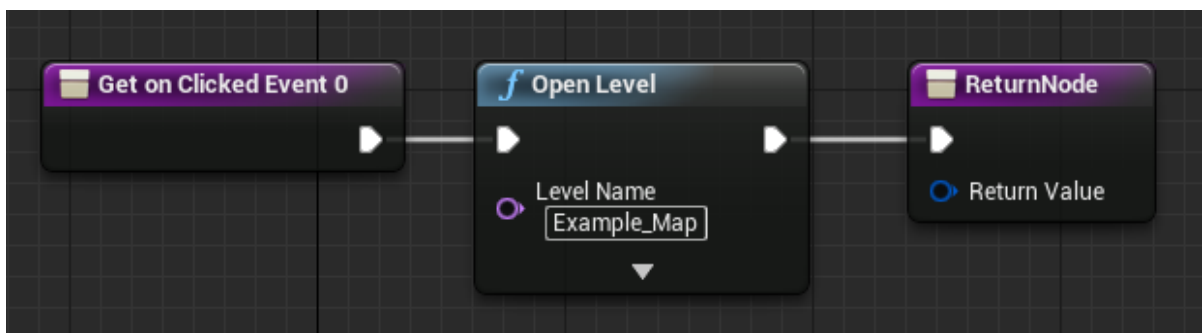 Get on Clicked Event 0
f Open Level
ReturnNode
Level Name
Example_Map
Return Value